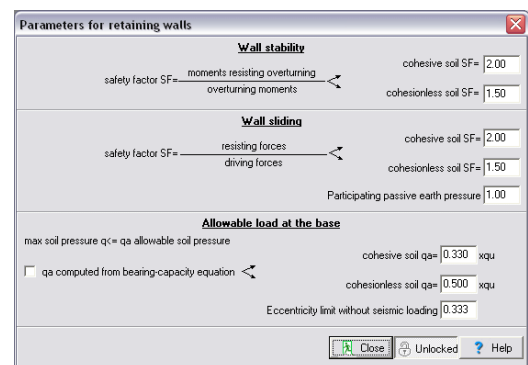 Parameters for retaining walls
Wall stability
safety factor SF= moments resisting overturning
overturning moments
cohesive soil SF= 2.00
cohesionless soil SF= 1.50
Wall sliding
safety factor SF= resisting forces
driving forces
cohesive soil SF= 2.00
cohesionless soil SF= 1.50
Participating passive earth pressure 1.00
Allowable load at the base
max soil pressure q<= qa allowable soil pressure
qa computed from bearing-capacity equation
cohesive soil qa= 0.330 xqu
cohesionless soil qa= 0.500 xqu
Eccentricity limit without seismic loading 0.333
Close Unlocked ? Help